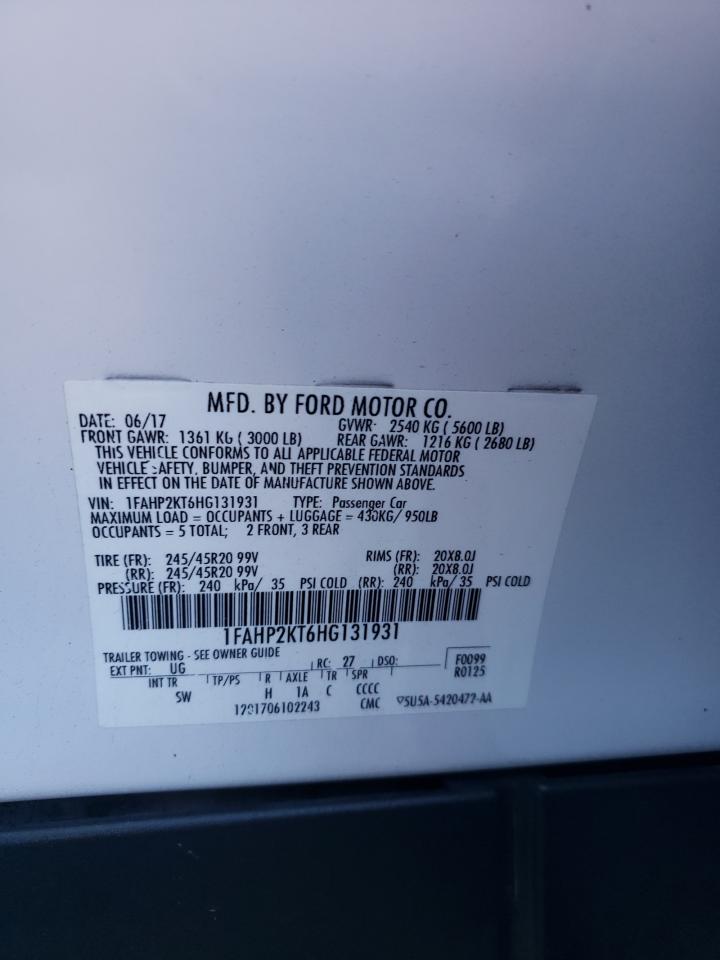 MFD. BY FORD MOTOR CO.
DATE: 06/17 GVWR: 2540 KG ( 5600 LB)
FRONT GAWR: 1361 KG ( 3000 LB) REAR GAWR: 1216 KG ( 2680 LB)
THIS VEHICLE CONFORMS TO ALL APPLICABLE FEDERAL MOTOR
VEHICLE SAFETY, BUMPER, AND THEFT PREVENTION STANDARDS
IN EFFECT ON THE DATE OF MANUFACTURE SHOWN ABOVE.
VIN: 1FAHP2KT6HG131931 TYPE: Passenger Car
MAXIMUM LOAD = OCCUPANTS + LUGGAGE = 430KG/ 950LB
OCCUPANTS = 5 TOTAL; 2 FRONT, 3 REAR
TIRE (FR): 245/45R20 99V RIMS (FR): 20X8.0J
(RR): 245/45R20 99V (RR): 20X8.0J
PRESSURE (FR): 240 kPa/ 35 PSI COLD (RR): 240 kPa/ 35 PSI COLD
1FAHP2KT6HG131931
TRAILER TOWING - SEE OWNER GUIDE
EXT PNT: UG RC: 27 DSO: F0099
INT TR TP/PS R AXLE TR SPR R0125
SW H 1A C CCCC
CMC ▽5U5A-5420472-AA